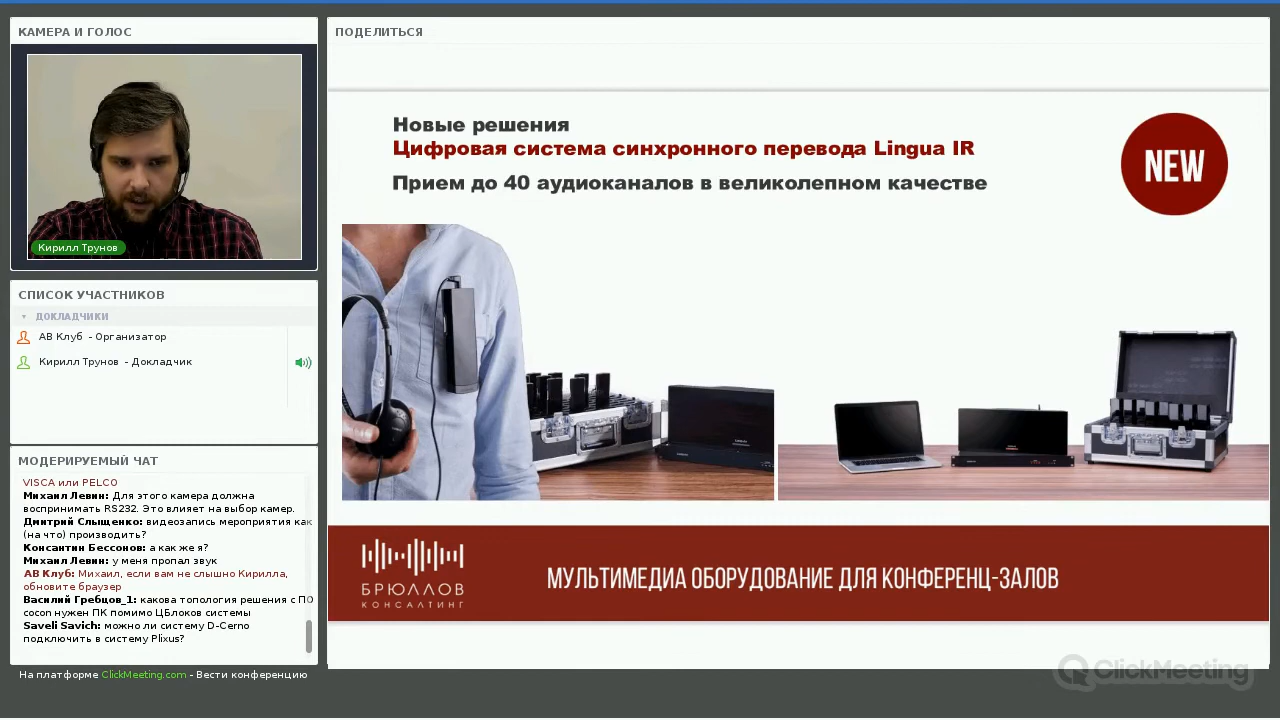 КАМЕРА И ГОЛОС
Кирилл Трунов
СПИСОК УЧАСТНИКОВ
ДОКЛАДЧИКИ
АВ Клуб - Организатор
Кирилл Трунов - Докладчик
МОДЕРИРУЕМЫЙ ЧАТ
VISCA или PELCO
Михаил Левин: Для этого камера должна
воспринимать RS232. Это влияет на выбор камер.
Дмитрий Слыщенко: видеозапись мероприятия как
(на что) производить?
Консантин Бессонов: а как же я?
Михаил Левин: у меня пропал звук
АВ Клуб: Михаил, если вам не слышно Кирилла,
обновите браузер
Василий Гребцов_1: какова топология решения с ПО
cocon нужен ПК помимо ЦБлоков системы
Saveli Savich: можно ли систему D-Cerno
подключить в систему Plixus?
На платформе ClickMeeting.com - Вести конференцию
ПОДЕЛИТЬСЯ
Новые решения
Цифровая система синхронного перевода Lingua IR
Прием до 40 аудиоканалов в великолепном качестве
NEW
БРЮЛЛОВ
КОНСАЛТИНГ
МУЛЬТИМЕДИА ОБОРУДОВАНИЕ ДЛЯ КОНФЕРЕНЦ-ЗАЛОВ
ClickMeeting